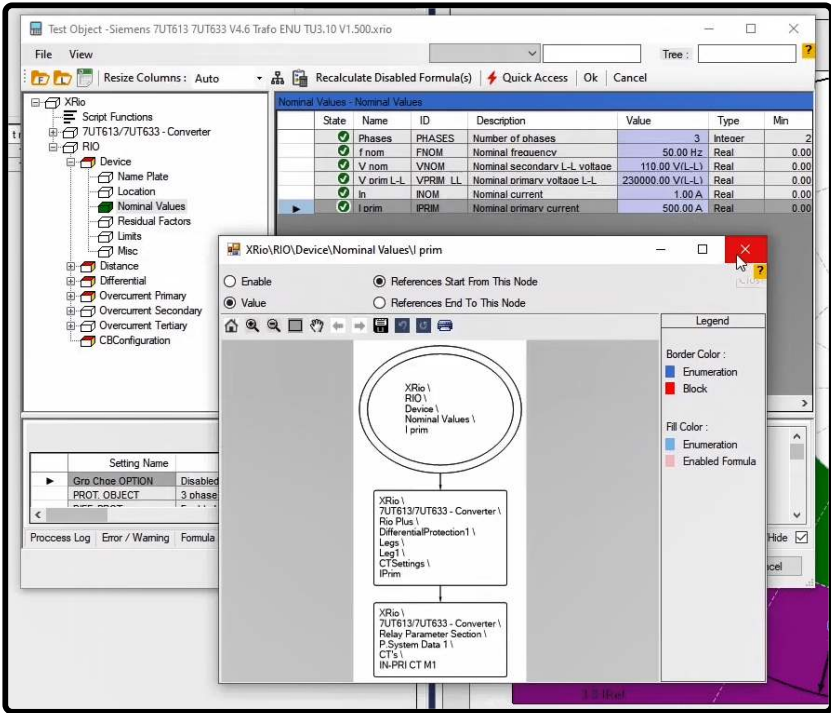 Test Object -Siemens 7UT613 7UT633 V4.6 Trafo ENU TU3.10 V1.500.xrio
File View Tree :
Resize Columns : Auto Recalculate Disabled Formula(s) Quick Access Ok Cancel
XRio
Script Functions
7UT613/7UT633 - Converter
RIO
Device
Name Plate
Location
Nominal Values
Residual Factors
Limits
Misc
Distance
Differential
Overcurrent Primary
Overcurrent Secondary
Overcurrent Tertiary
CBConfiguration
Nominal Values - Nominal Values
State Name ID Description Value Type Min
Phases PHASES Number of phases 3 Integer 2
f nom FNOM Nominal frequency 50.00 Hz Real 0.00
V nom VNOM Nominal secondary L-L voltage 110.00 V(L-L) Real 0.00
V prim L-L VPRIM LL Nominal primary voltage L-L 230000.00 V(L-L) Real 0.00
In INOM Nominal current 1.00 A Real 0.00
I prim IPRIM Nominal primary current 500.00 A Real 0.00
XRio\RIO\Device\Nominal Values\I prim
Enable References Start From This Node
Value References End To This Node
Legend
Border Color :
Enumeration
Block
Fill Color :
Enumeration
Enabled Formula
XRio \
RIO \
Device \
Nominal Values \
I prim
XRio \
7UT613/7UT633 - Converter \
Rio Plus \
DifferentialProtection1 \
Legs \
Leg1 \
CTSettings \
IPrim
XRio \
7UT613/7UT633 - Converter \
Relay Parameter Section \
P.System Data 1 \
CT's \
IN-PRI CT M1
Setting Name
Grp Chge OPTION Disabled
PROT. OBJECT 3 phase
Proccess Log Error / Warning Formula
Hide